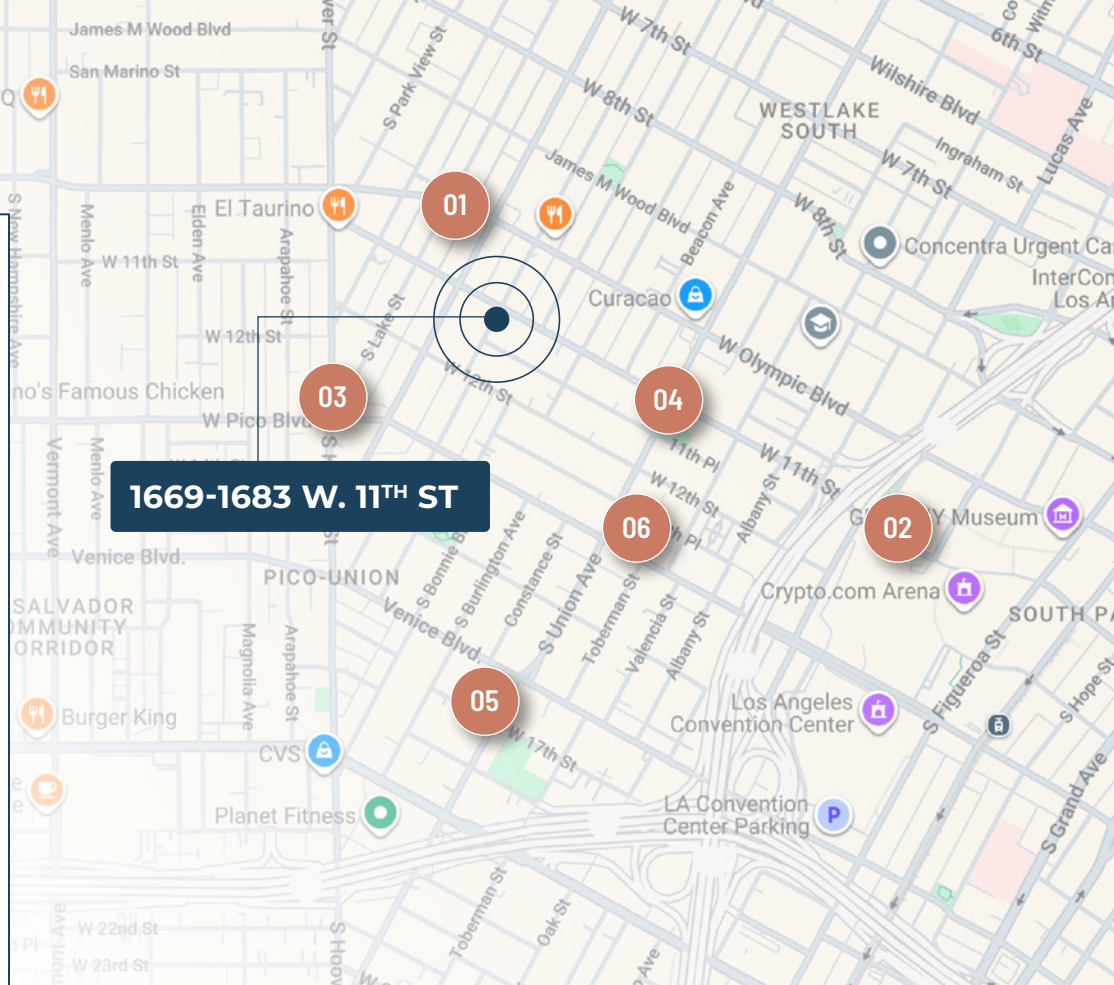 James M Wood Blvd
San Marino St
S Park View St
W 7th St
6th St
Wilshire Blvd
W 8th St
WESTLAKE
SOUTH
Lucas Ave
Ingraham St
W 7th St
James M Wood Blvd
Beacon Ave
W 8th St
El Taurino
01
Concentra Urgent
S New Hampshire Ave
Menlo Ave
Elden Ave
Arapahoe St
W 11th St
Curacao
W 12th St
S Lake St
W Olympic Blvd
W 12th St
no's Famous Chicken
03
04
W Pico Blvd
11th Pl
W 11th St
1669-1683 W. 11TH ST
W 12th St
Albany St
Vermont Ave
Menlo Ave
06
02
Y Museum
Venice Blvd.
PICO-UNION
S Burlington Ave
Constance St
S Union Ave
Toberman St
Valencia St
Albany St
Crypto.com Arena
SALVADOR
SOUTH
Venice Blvd.
Magnolia Ave
Arapahoe St
05
Los Angeles
Convention Center
S Figueroa St
S Hope St
Burger King
W 17th St
CVS
Planet Fitness
LA Convention
Center Parking
P
S Grand Ave
Toberman St
Oak St
W 22nd St
W 23rd St